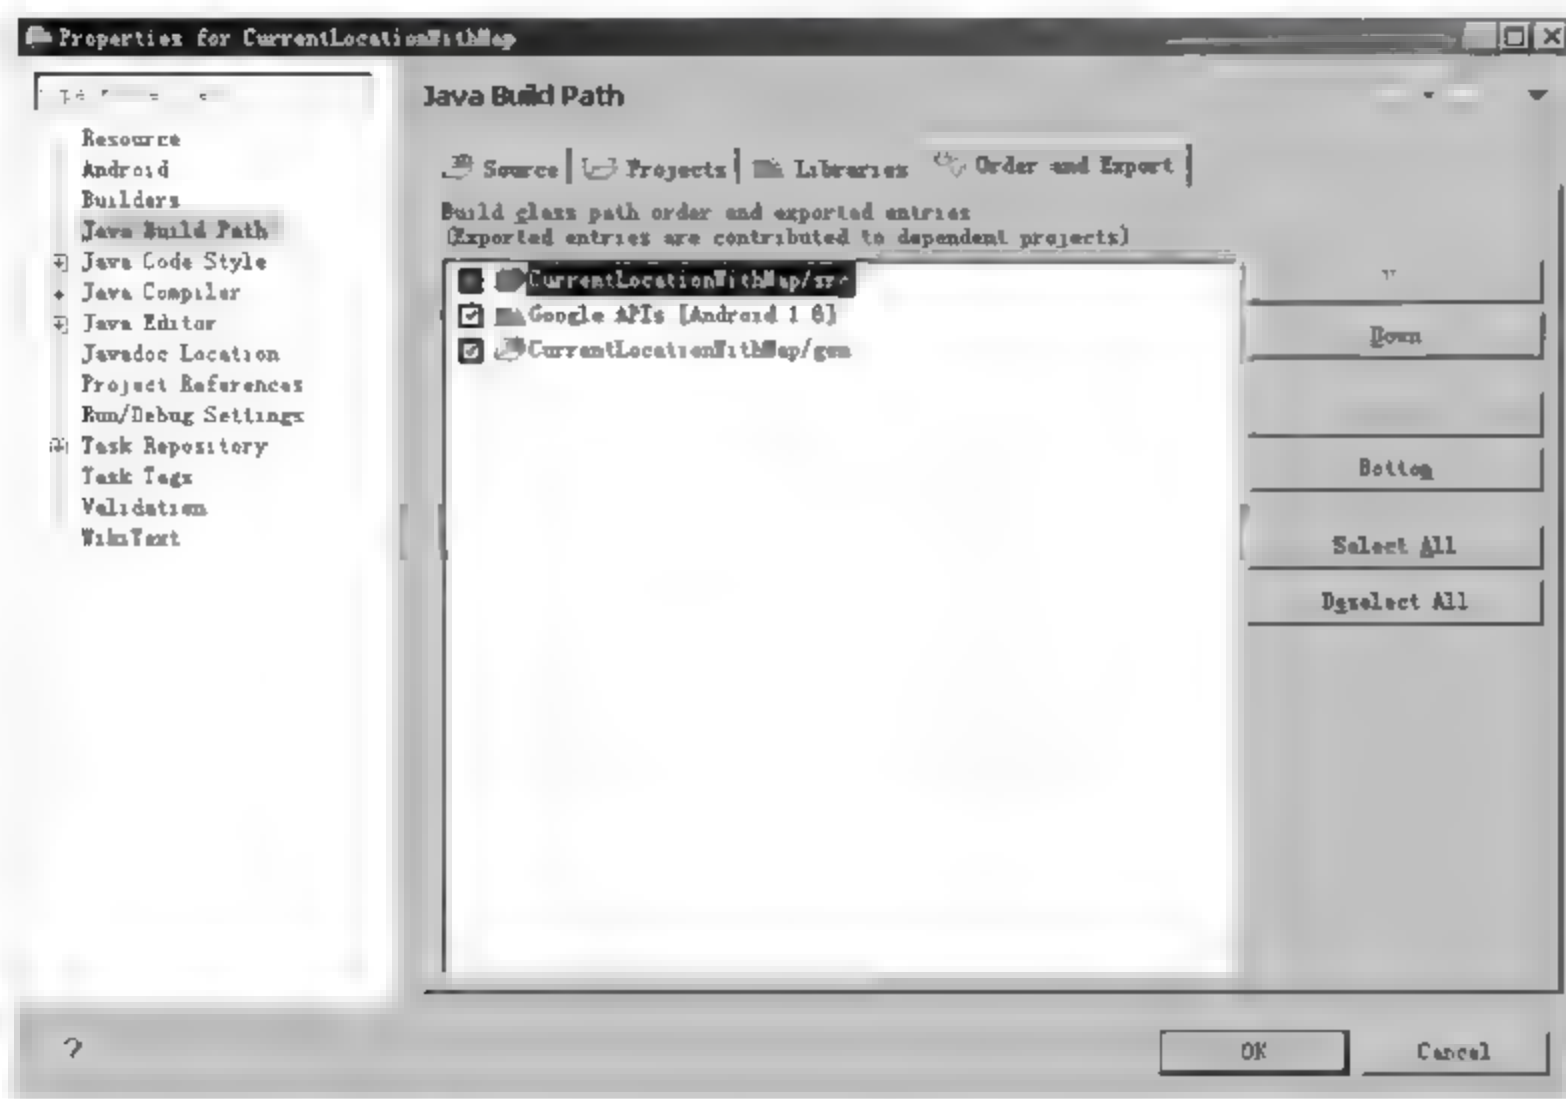 Properties for CurrentLocationWithMap
Java Build Path
Resource
Android
Builders
Java Build Path
Java Code Style
Java Compiler
Java Editor
Javadoc Location
Project References
Run/Debug Settings
Task Repository
Task Tags
Validation
WikiText
Source Projects Libraries Order and Export
Build class path order and exported entries
(Exported entries are contributed to dependent projects)
CurrentLocationWithMap/src
Google APIs [Android 1 6]
CurrentLocationWithMap/gen
Down
Bottom
Select All
Deselect All
?
OK Cancel